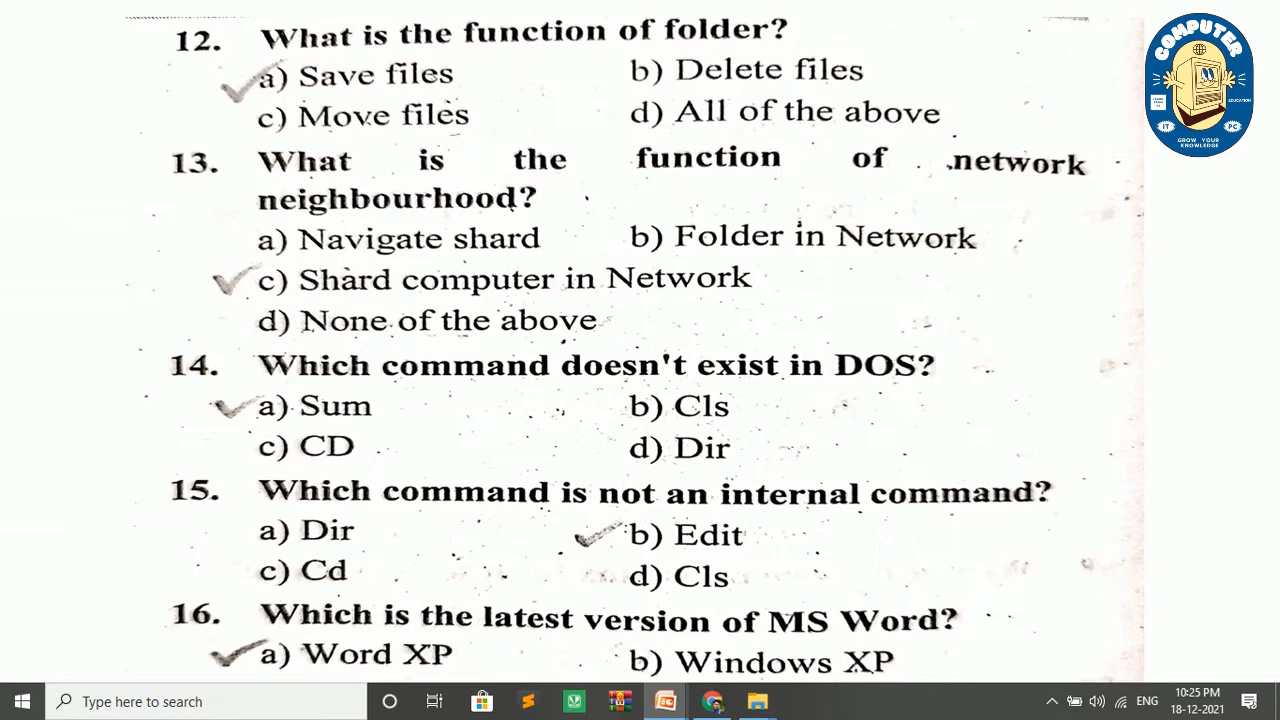 12. What is the function of folder?
a) Save files b) Delete files
c) Move files d) All of the above
13. What is the function of network
neighbourhood?
a) Navigate shard b) Folder in Network
c) Shard computer in Network
d) None of the above
14. Which command doesn't exist in DOS?
a) Sum b) Cls
c) CD d) Dir
15. Which command is not an internal command?
a) Dir b) Edit
c) Cd d) Cls
16. Which is the latest version of MS Word?
a) Word XP b) Windows XP
COMPUTER
EDUCATION
IT PC
GROW YOUR
KNOWLEDGE
Type here to search
ENG
10:25 PM
18-12-2021